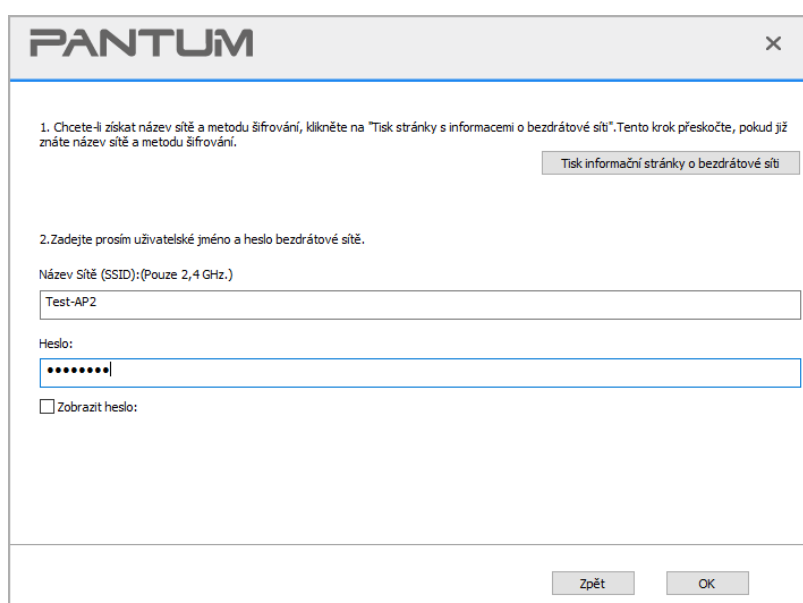 PANTUM
1. Chcete-li získat název sítě a metodu šifrování, klikněte na "Tisk stránky s informacemi o bezdrátové síti".Tento krok přeskočte, pokud již
znáte název sítě a metodu šifrování.
Tisk informační stránky o bezdrátové síti
2.Zadejte prosím uživatelské jméno a heslo bezdrátové sítě.
Název Sítě (SSID):(Pouze 2,4 GHz.)
Test-AP2
Heslo:
••••••••
Zobrazit heslo:
Zpět
OK